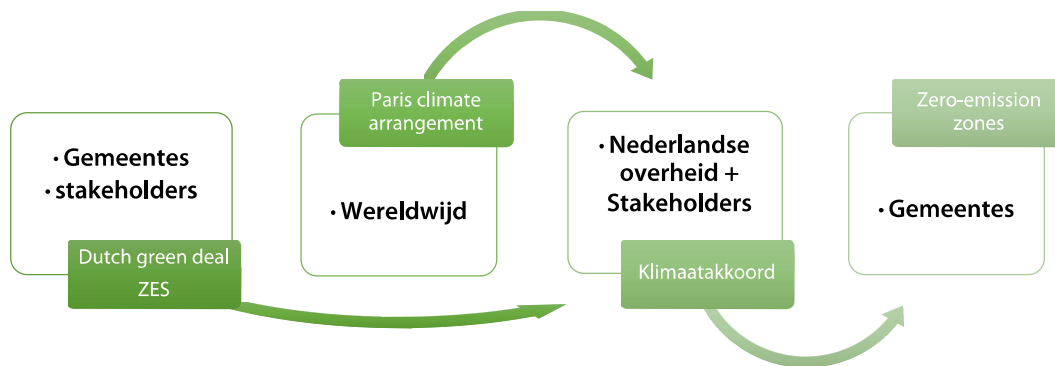 · Gemeentes
· stakeholders
Dutch green deal
ZES
Paris climate
arrangement
· Wereldwijd
· Nederlandse
overheid +
Stakeholders
Klimaatakkoord
Zero-emission
zones
· Gemeentes